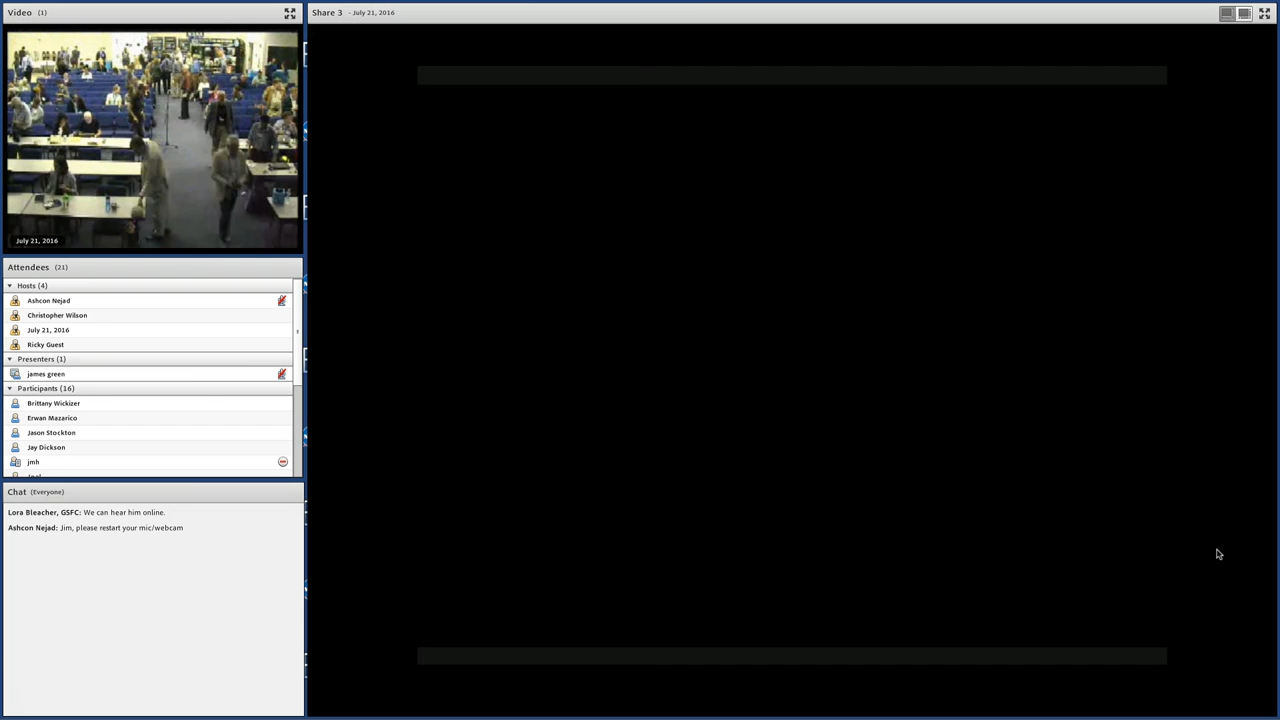 Video (1)
Share 3 - July 21, 2016
July 21, 2016
Attendees (21)
Hosts (4)
Ashcon Nejad
Christopher Wilson
July 21, 2016
Ricky Guest
Presenters (1)
james green
Participants (16)
Brittany Wickizer
Erwan Mazarico
Jason Stockton
Jay Dickson
jmh
Chat (Everyone)
Lora Bleacher, GSFC: We can hear him online.
Ashcon Nejad: Jim, please restart your mic/webcam